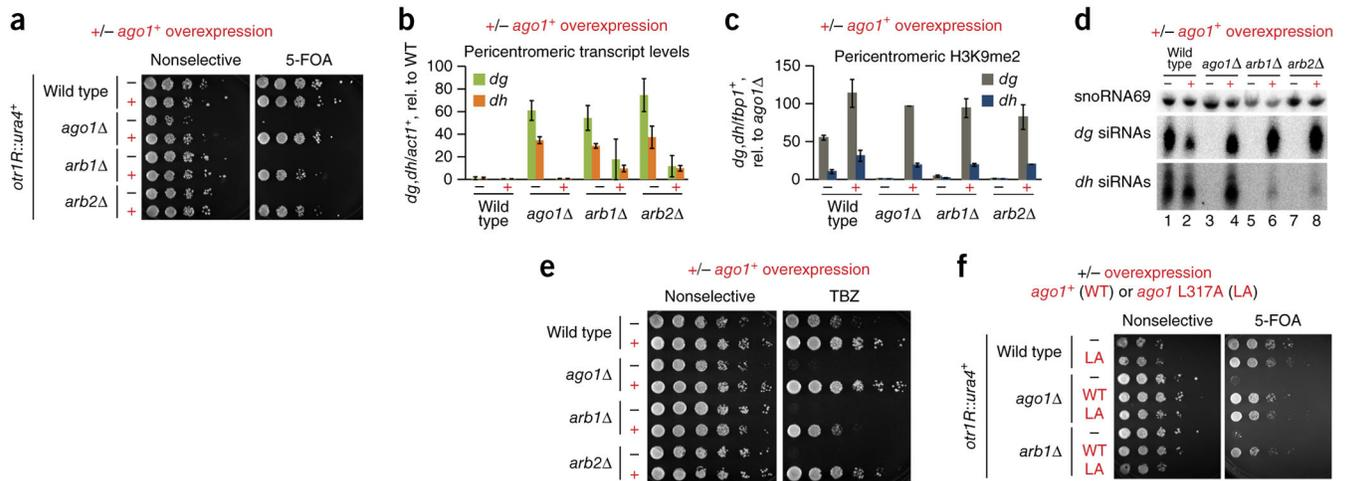 a
+/– ago1+ overexpression
Nonselective 5-FOA
otr1R::ura4+
Wild type – +
ago1Δ – +
arb1Δ – +
arb2Δ – +
b
+/– ago1+ overexpression
Pericentromeric transcript levels
dg,dh/act1+, rel. to WT
100
80
60
40
20
0
dg
dh
– + – + – + – +
Wild type ago1Δ arb1Δ arb2Δ
c
+/– ago1+ overexpression
Pericentromeric H3K9me2
dg,dh/fbp1+, rel. to ago1Δ
150
100
50
0
dg
dh
– + – + – + – +
Wild type ago1Δ arb1Δ arb2Δ
d
+/– ago1+ overexpression
Wild type ago1Δ arb1Δ arb2Δ
– + – + – + – +
snoRNA69
dg siRNAs
dh siRNAs
1 2 3 4 5 6 7 8
e
+/– ago1+ overexpression
Nonselective TBZ
Wild type – +
ago1Δ – +
arb1Δ – +
arb2Δ – +
f
+/– overexpression
ago1+ (WT) or ago1 L317A (LA)
Nonselective 5-FOA
otr1R::ura4+
Wild type – LA
ago1Δ – WT LA
arb1Δ – WT LA